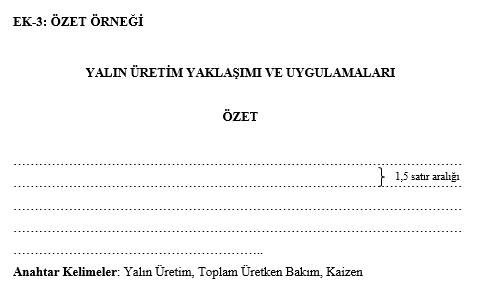 EK-3: ÖZET ÖRNEĞİ
YALIN ÜRETİM YAKLAŞIMI VE UYGULAMALARI
ÖZET
………………………………………………………………………………………………………
……………………………………………………………………………………………………… } 1,5 satır aralığı
………………………………………………………………………………………………………
………………………………………………………………………………………………………
………………………………………………………..
Anahtar Kelimeler: Yalın Üretim, Toplam Üretken Bakım, Kaizen